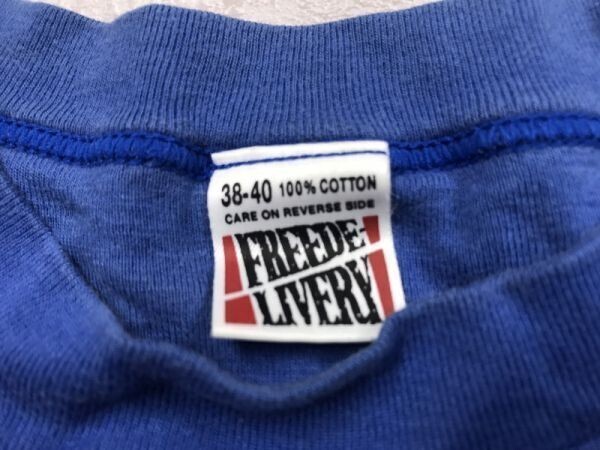 38-40 100% COTTON
CARE ON REVERSE SIDE
FREEDE-
LIVERY